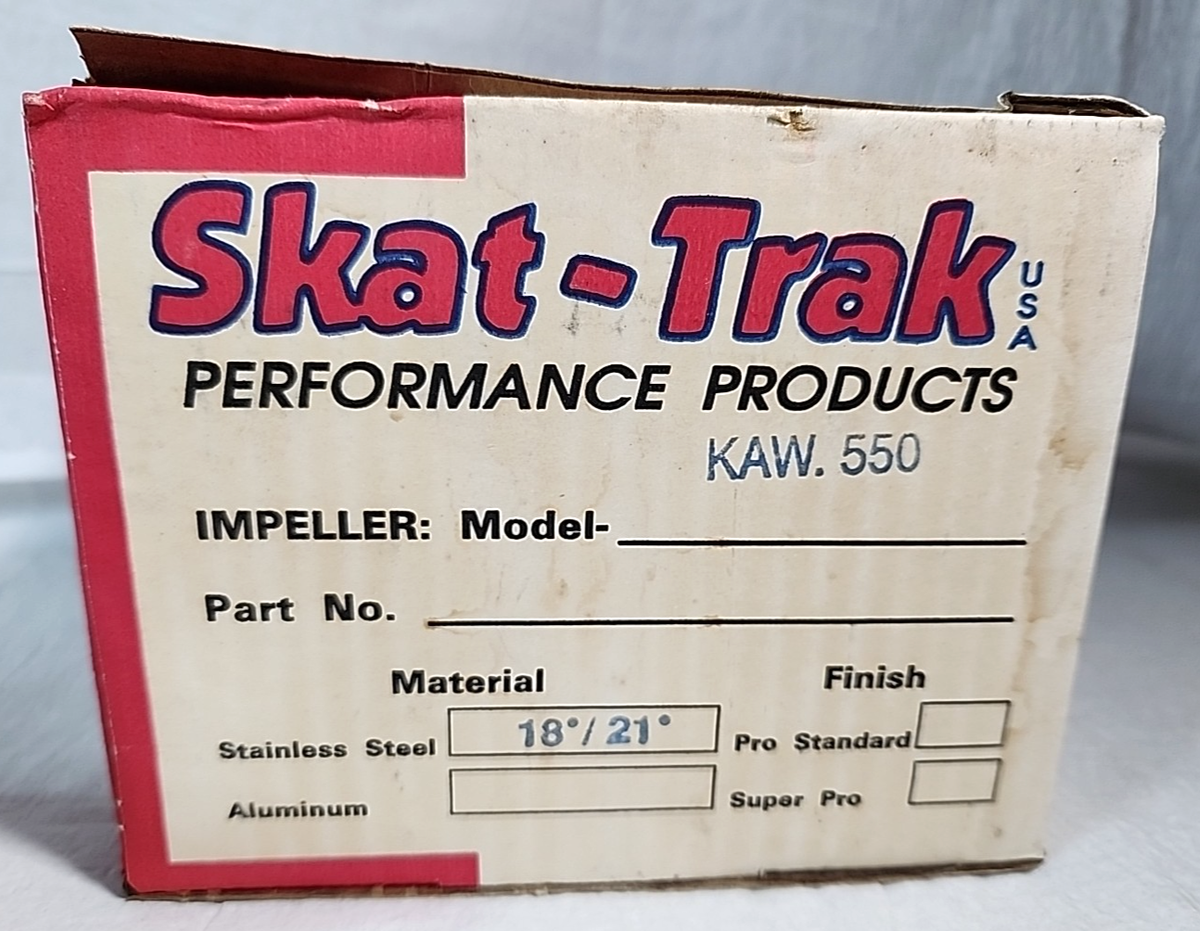 Skat-Trak USA
PERFORMANCE PRODUCTS
KAW. 550
IMPELLER: Model-
Part No.
Material Finish
Stainless Steel 18°/21° Pro Standard
Aluminum Super Pro